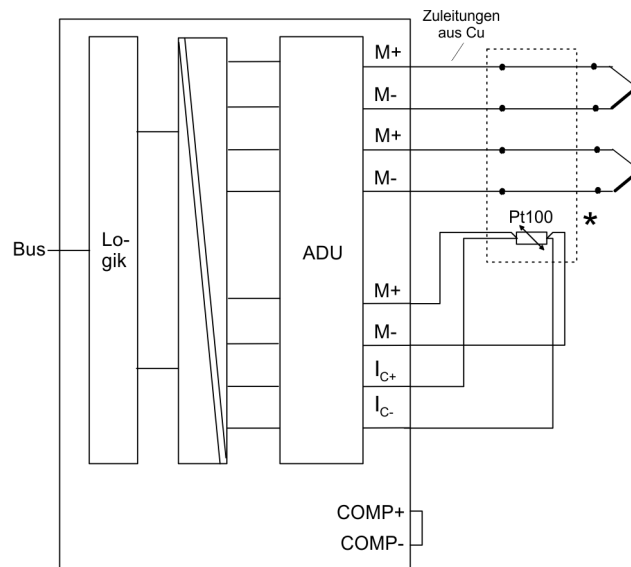 Zuleitungen
aus Cu
M+
M-
M+
M-
Pt100
*
Bus
Lo-
gik
ADU
M+
M-
IC+
IC-
COMP+
COMP-